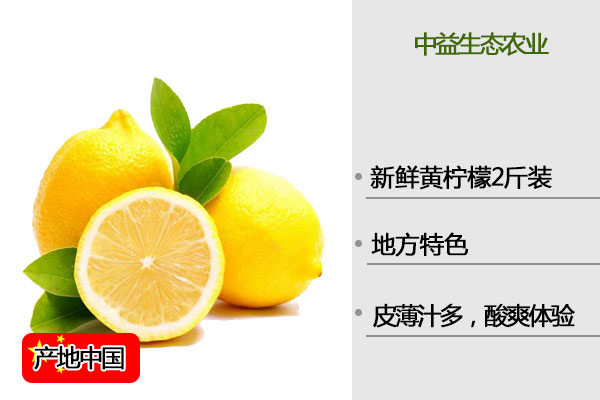 中益生态农业
新鲜黄柠檬2斤装
地方特色
皮薄汁多，酸爽体验
产地中国